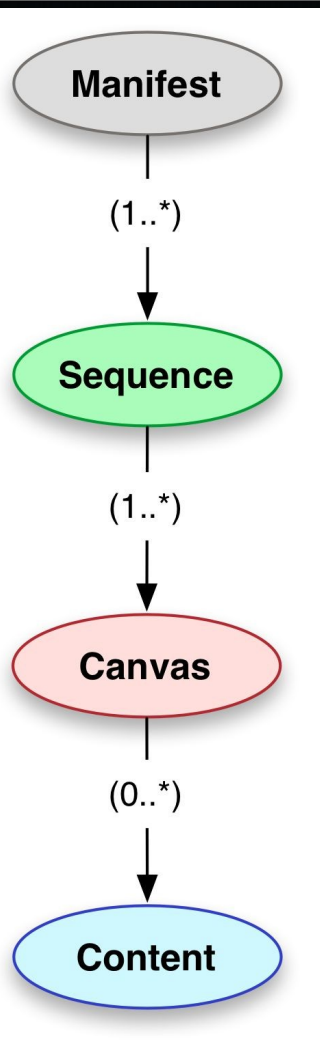 Manifest
(1..*)
Sequence
(1..*)
Canvas
(0..*)
Content